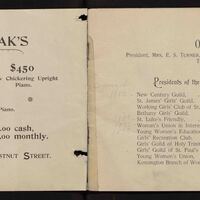 AK'S
$450
Chickering Upright
Piano.
Piano.
.00 cash,
.00 monthly.
STNUT STREET.
O
President, MRS. E. S. TURNER,
Presidents of the
New Century Guild,
St. James' Girls' Guild,
Working Girls' Club of
Bethany Girls' Guild,
St. Luke's Friendly,
Woman's Union in Interest
Young Women's Education
Girls' Recreation Club,
Girls' Guild of Holy Trinity
Girls' Guild of St. Paul's
Young Women's Union,
Kensington Branch of Wom